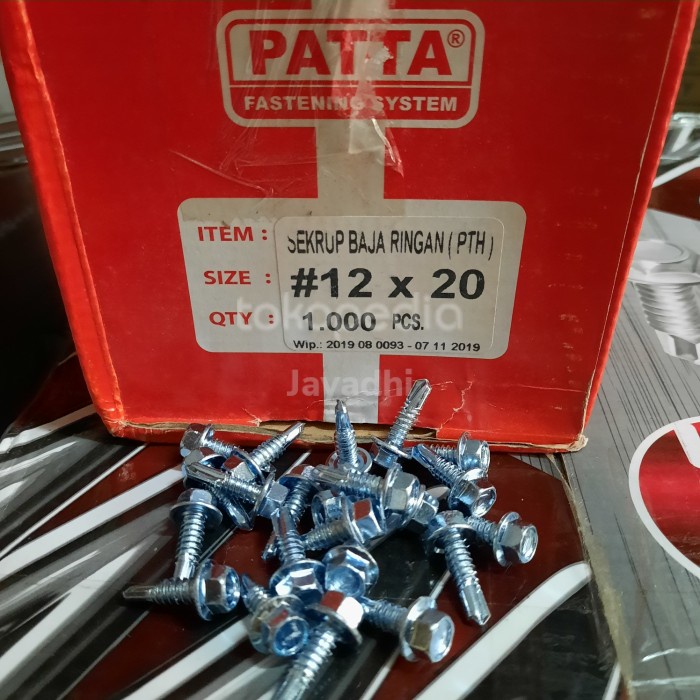 PATTA®
FASTENING SYSTEM
ITEM : SEKRUP BAJA RINGAN ( PTH )
SIZE : #12 x 20
QTY : 1.000 PCS.
Wip.: 2019 08 0093 - 07 11 2019
tokopedia
Jayadhi